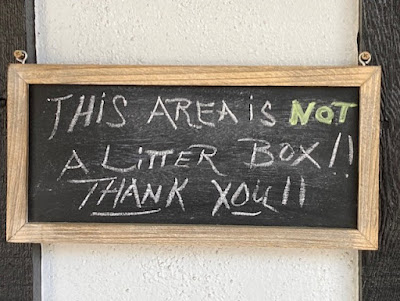 THIS AREA IS NOT
A LITTER BOX!!
THANK YOU!!